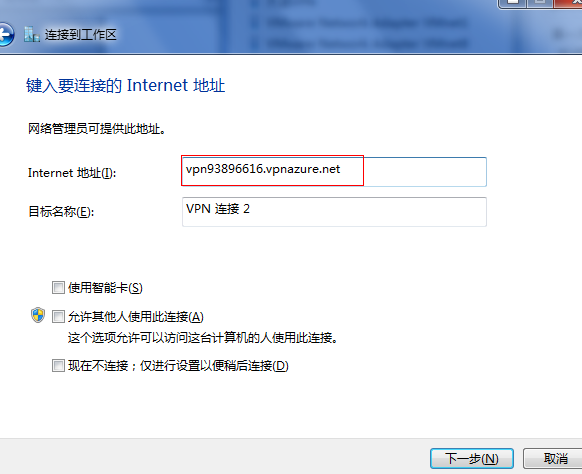 连接到工作区
键入要连接的 Internet 地址
网络管理员可提供此地址。
Internet 地址(I):
vpn93896616.vpnazure.net
目标名称(E):
VPN 连接 2
使用智能卡(S)
允许其他人使用此连接(A)
这个选项允许可以访问这台计算机的人使用此连接。
现在不连接；仅进行设置以便稍后连接(D)
下一步(N)
取消